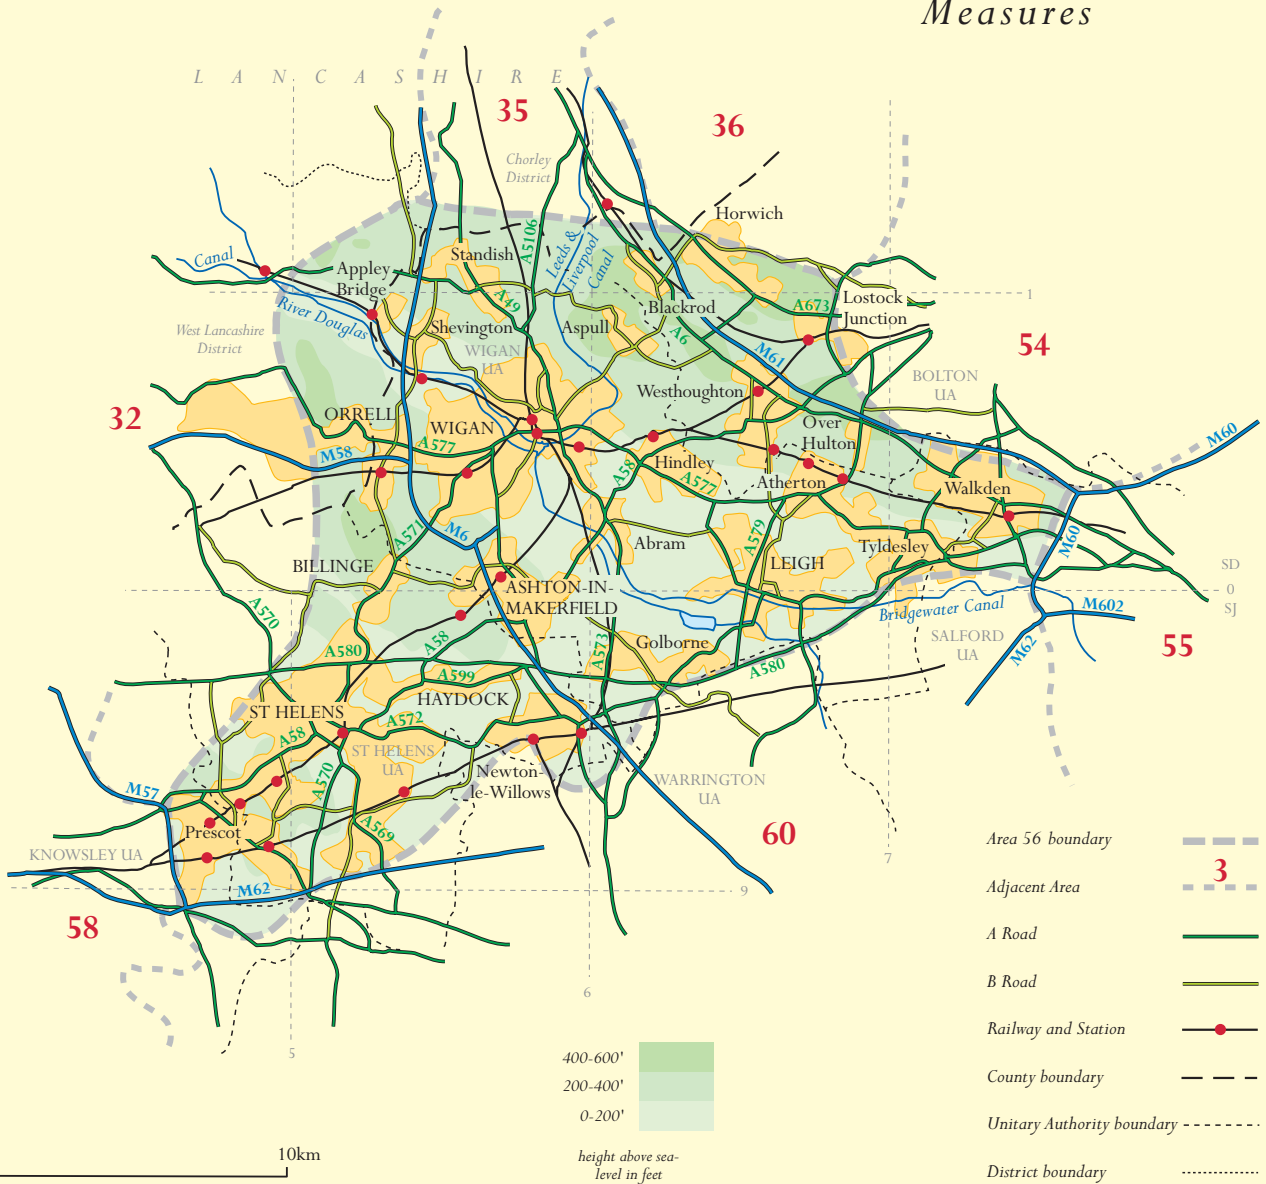 Measures
L A N C A S H I R E
35
36
Chorley
District
Horwich
Canal
Standish
A5106
Leeds &
Liverpool
Canal
Appley
Bridge
A49
River Douglas
Shevington
Aspull
Blackrod
A673
Lostock
Junction
1
West Lancashire
District
WIGAN
UA
A6
M61
54
BOLTON
UA
Westhoughton
32
ORRELL
WIGAN
Over
Hulton
M60
M58
A577
A58
Hindley
A577
Atherton
Walkden
A571
M6
Abram
A579
Tyldesley
M60
BILLINGE
LEIGH
SD
0
SJ
ASHTON-IN-
MAKERFIELD
A570
Bridgewater Canal
M602
A580
A58
A573
Golborne
SALFORD
UA
M62
55
A599
A580
HAYDOCK
ST HELENS
A572
A58
ST HELENS
UA
A570
Newton-
le-Willows
WARRINGTON
UA
M57
Prescot
7
A569
60
KNOWSLEY UA
7
M62
9
58
6
5
Area 56 boundary
3
Adjacent Area
A Road
B Road
Railway and Station
County boundary
Unitary Authority boundary
District boundary
400-600'
200-400'
0-200'
height above sea-
level in feet
10km